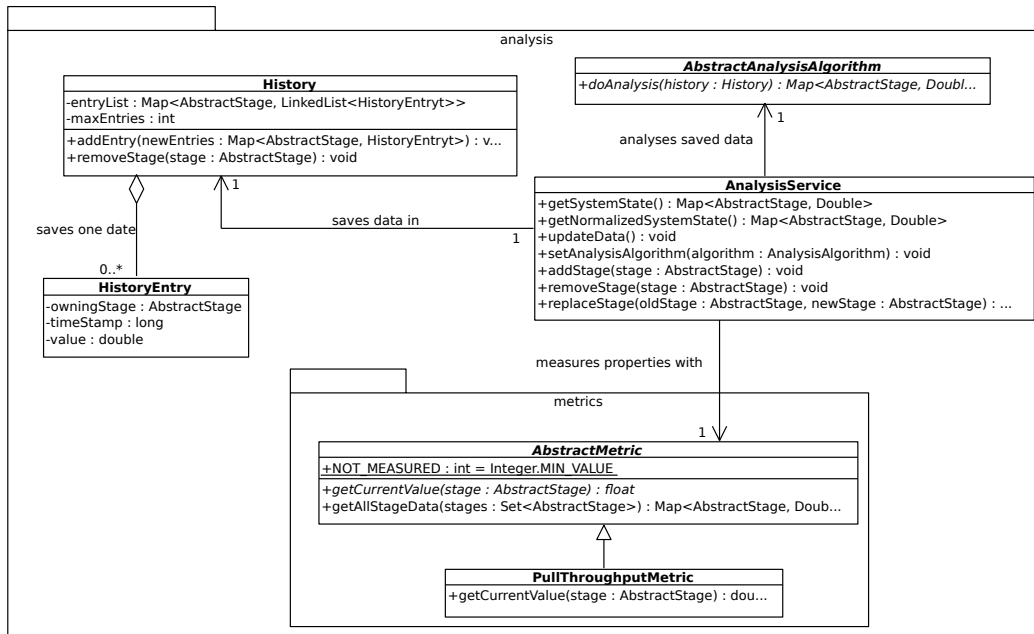 analysis
History
-entryList : Map<AbstractStage, LinkedList<HistoryEntryt>>
-maxEntries : int
+addEntry(newEntries : Map<AbstractStage, HistoryEntryt>) : v...
+removeStage(stage : AbstractStage) : void
AbstractAnalysisAlgorithm
+doAnalysis(history : History) : Map<AbstractStage, Doubl...
1
analyses saved data
AnalysisService
+getSystemState() : Map<AbstractStage, Double>
+getNormalizedSystemState() : Map<AbstractStage, Double>
+updateData() : void
+setAnalysisAlgorithm(algorithm : AnalysisAlgorithm) : void
+addStage(stage : AbstractStage) : void
+removeStage(stage : AbstractStage) : void
+replaceStage(oldStage : AbstractStage, newStage : AbstractStage) : ...
1
saves data in
1
saves one date
0..*
HistoryEntry
-owningStage : AbstractStage
-timeStamp : long
-value : double
measures properties with
1
metrics
AbstractMetric
+NOT_MEASURED : int = Integer.MIN_VALUE
+getCurrentValue(stage : AbstractStage) : float
+getAllStageData(stages : Set<AbstractStage>) : Map<AbstractStage, Doub...
PullThroughputMetric
+getCurrentValue(stage : AbstractStage) : dou...